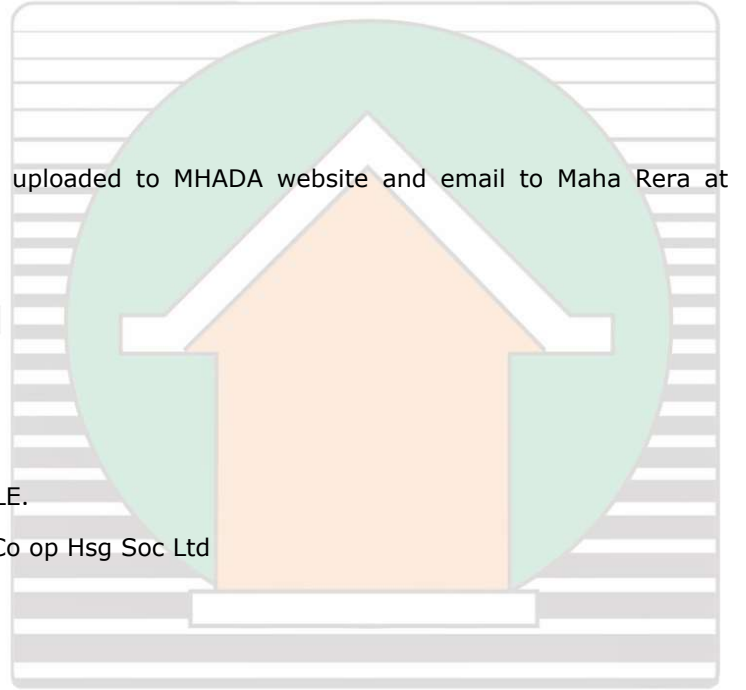 uploaded to MHADA website and email to Maha Rera at
LE.
Co op Hsg Soc Ltd